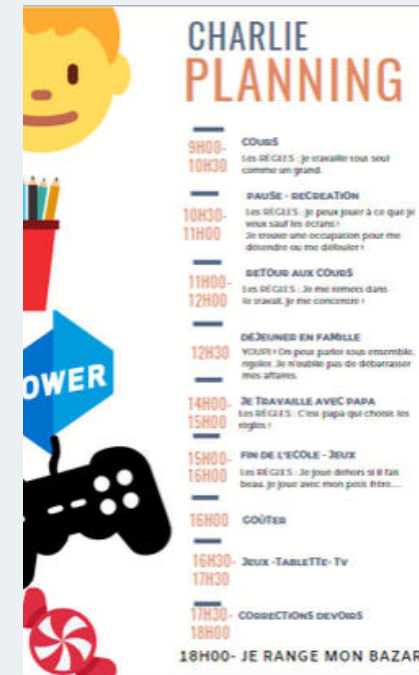 CHARLIE
PLANNING
9H00-
10H30
COURS
Les RÈGLES : je travaille tout seul
comme un grand.
10H30-
11H00
PAUSE - RECREATION
Les RÈGLES : je peux jouer à ce que je
veux sauf les écrans !
Je trouve une occupation pour me
détendre ou me défouler !
11H00-
12H00
RETOUR AUX COURS
Les RÈGLES : Je me remets dans
le travail, je me concentre !
12H30
DÉJEUNER EN FAMILLE
YOUPI ! On peut parler tous ensemble,
rigoler. Je n'oublie pas de débarrasser
mes affaires.
14H00-
15H00
JE TRAVAILLE AVEC PAPA
Les RÈGLES : C'est papa qui choisit les
règles !
15H00-
16H00
FIN DE L'ECOLE - JEUX
Les RÈGLES : Je joue dehors si il fait
beau, je joue avec mon petit frère....
16H00
GOÛTER
16H30-
17H30
JEUX -TABLETTE- TV
17H30-
18H00
CORRECTIONS DEVOIRS
18H00- JE RANGE MON BAZAR
OWER